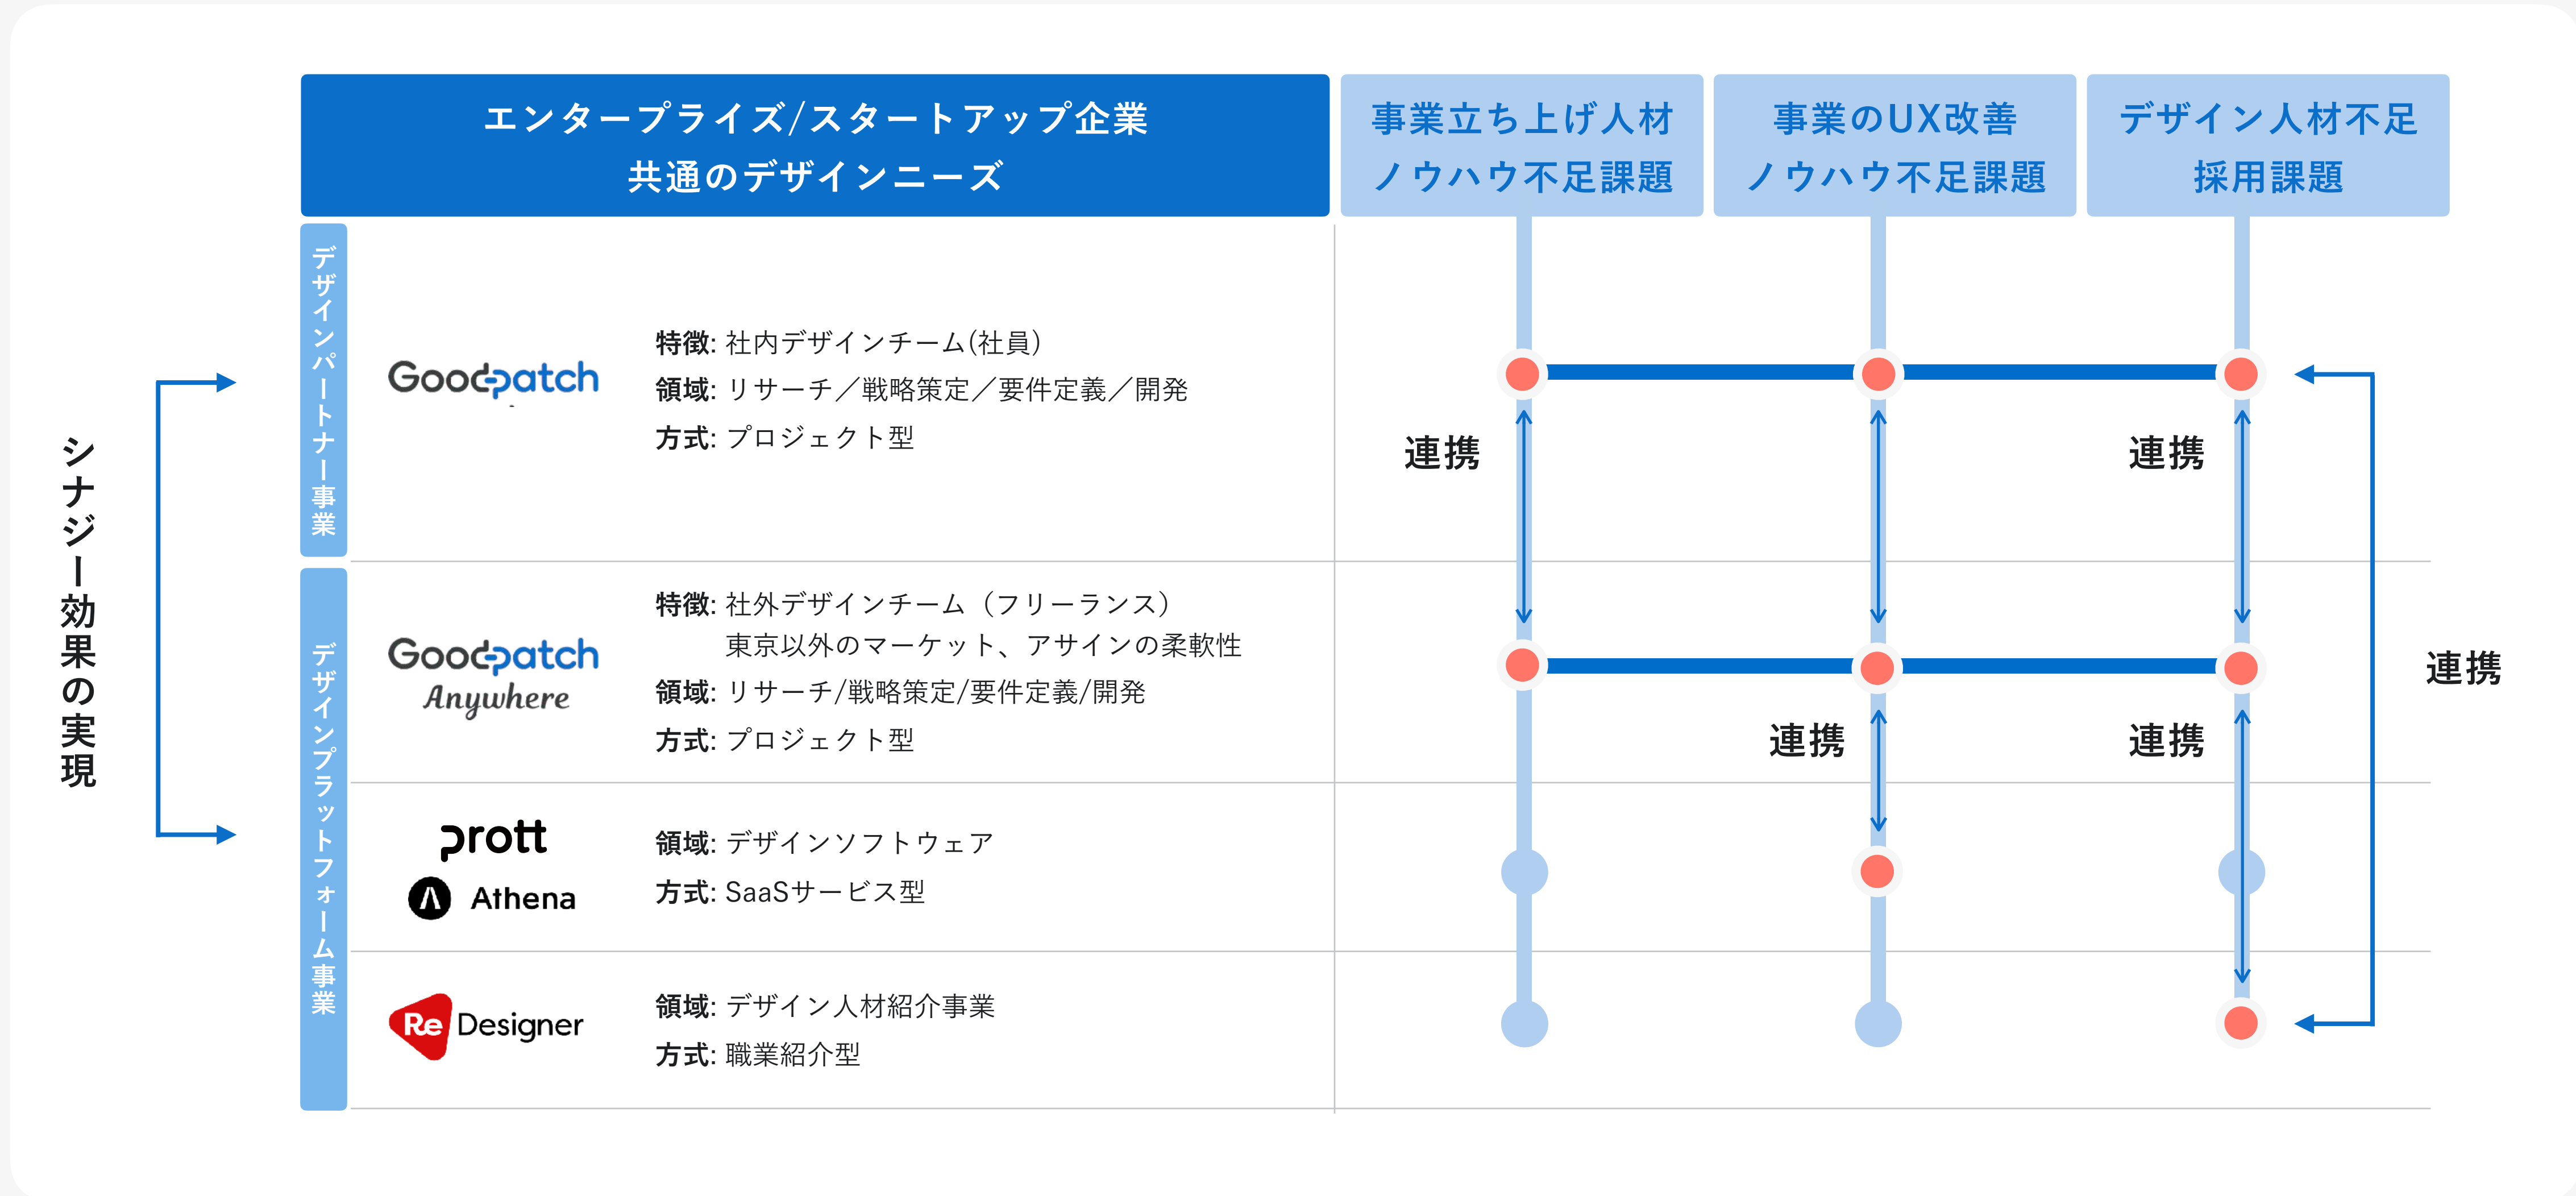 エンタープライズ/スタートアップ企業
共通のデザインニーズ
事業立ち上げ人材
ノウハウ不足課題
事業のUX改善
ノウハウ不足課題
デザイン人材不足
採用課題
シナジー効果の実現
デザインパートナー事業
Goodpatch
特徴: 社内デザインチーム(社員)
領域: リサーチ／戦略策定／要件定義／開発
方式: プロジェクト型
連携
連携
デザインプラットフォーム事業
Goodpatch
Anywhere
特徴: 社外デザインチーム（フリーランス）
東京以外のマーケット、アサインの柔軟性
領域: リサーチ/戦略策定/要件定義/開発
方式: プロジェクト型
連携
連携
連携
prott
Athena
領域: デザインソフトウェア
方式: SaaSサービス型
Re Designer
領域: デザイン人材紹介事業
方式: 職業紹介型